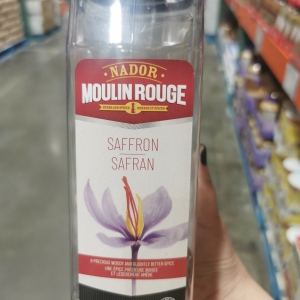 NADOR
MOULIN ROUGE
SAFFRON
SAFRAN
A PRECIOUS WOODY AND SLIGHTLY BITTER SPICE
UNE ÉPICE PRÉCIEUSE BOISÉE
ET LÉGÈREMENT AMÈRE